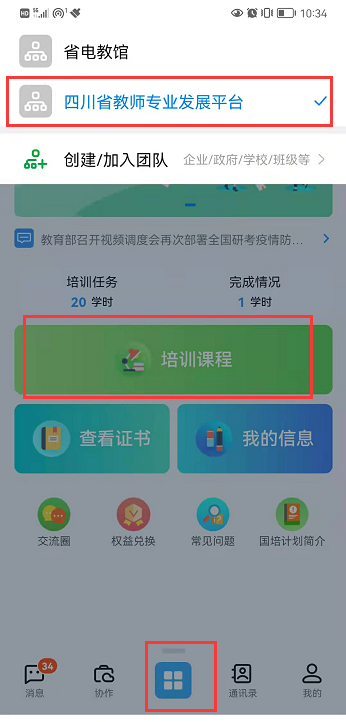 HD 5G 10:34
省电教馆
四川省教师专业发展平台
创建/加入团队 企业/政府/学校/班级等
教育部召开视频调度会再次部署全国研考疫情防...
培训任务 完成情况
20 学时 1 学时
培训课程
查看证书 我的信息
交流圈 权益兑换 常见问题 国培计划简介
34
消息 协作 通讯录 我的